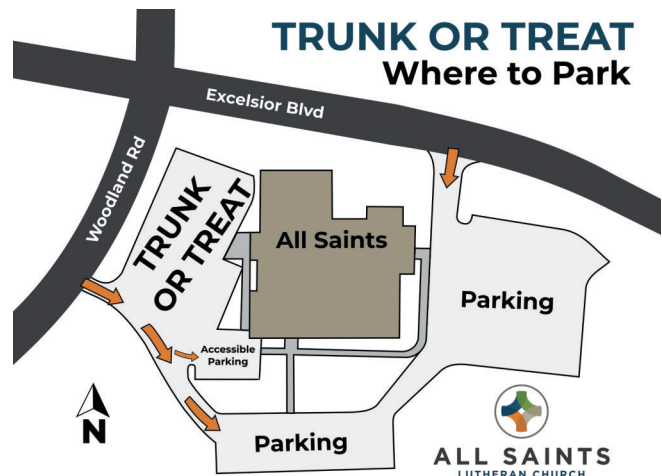 TRUNK OR TREAT
Where to Park
Excelsior Blvd
Woodland Rd
TRUNK
OR TREAT
All Saints
Parking
Accessible
Parking
Parking
N
ALL SAINTS
LUTHERAN CHURCH